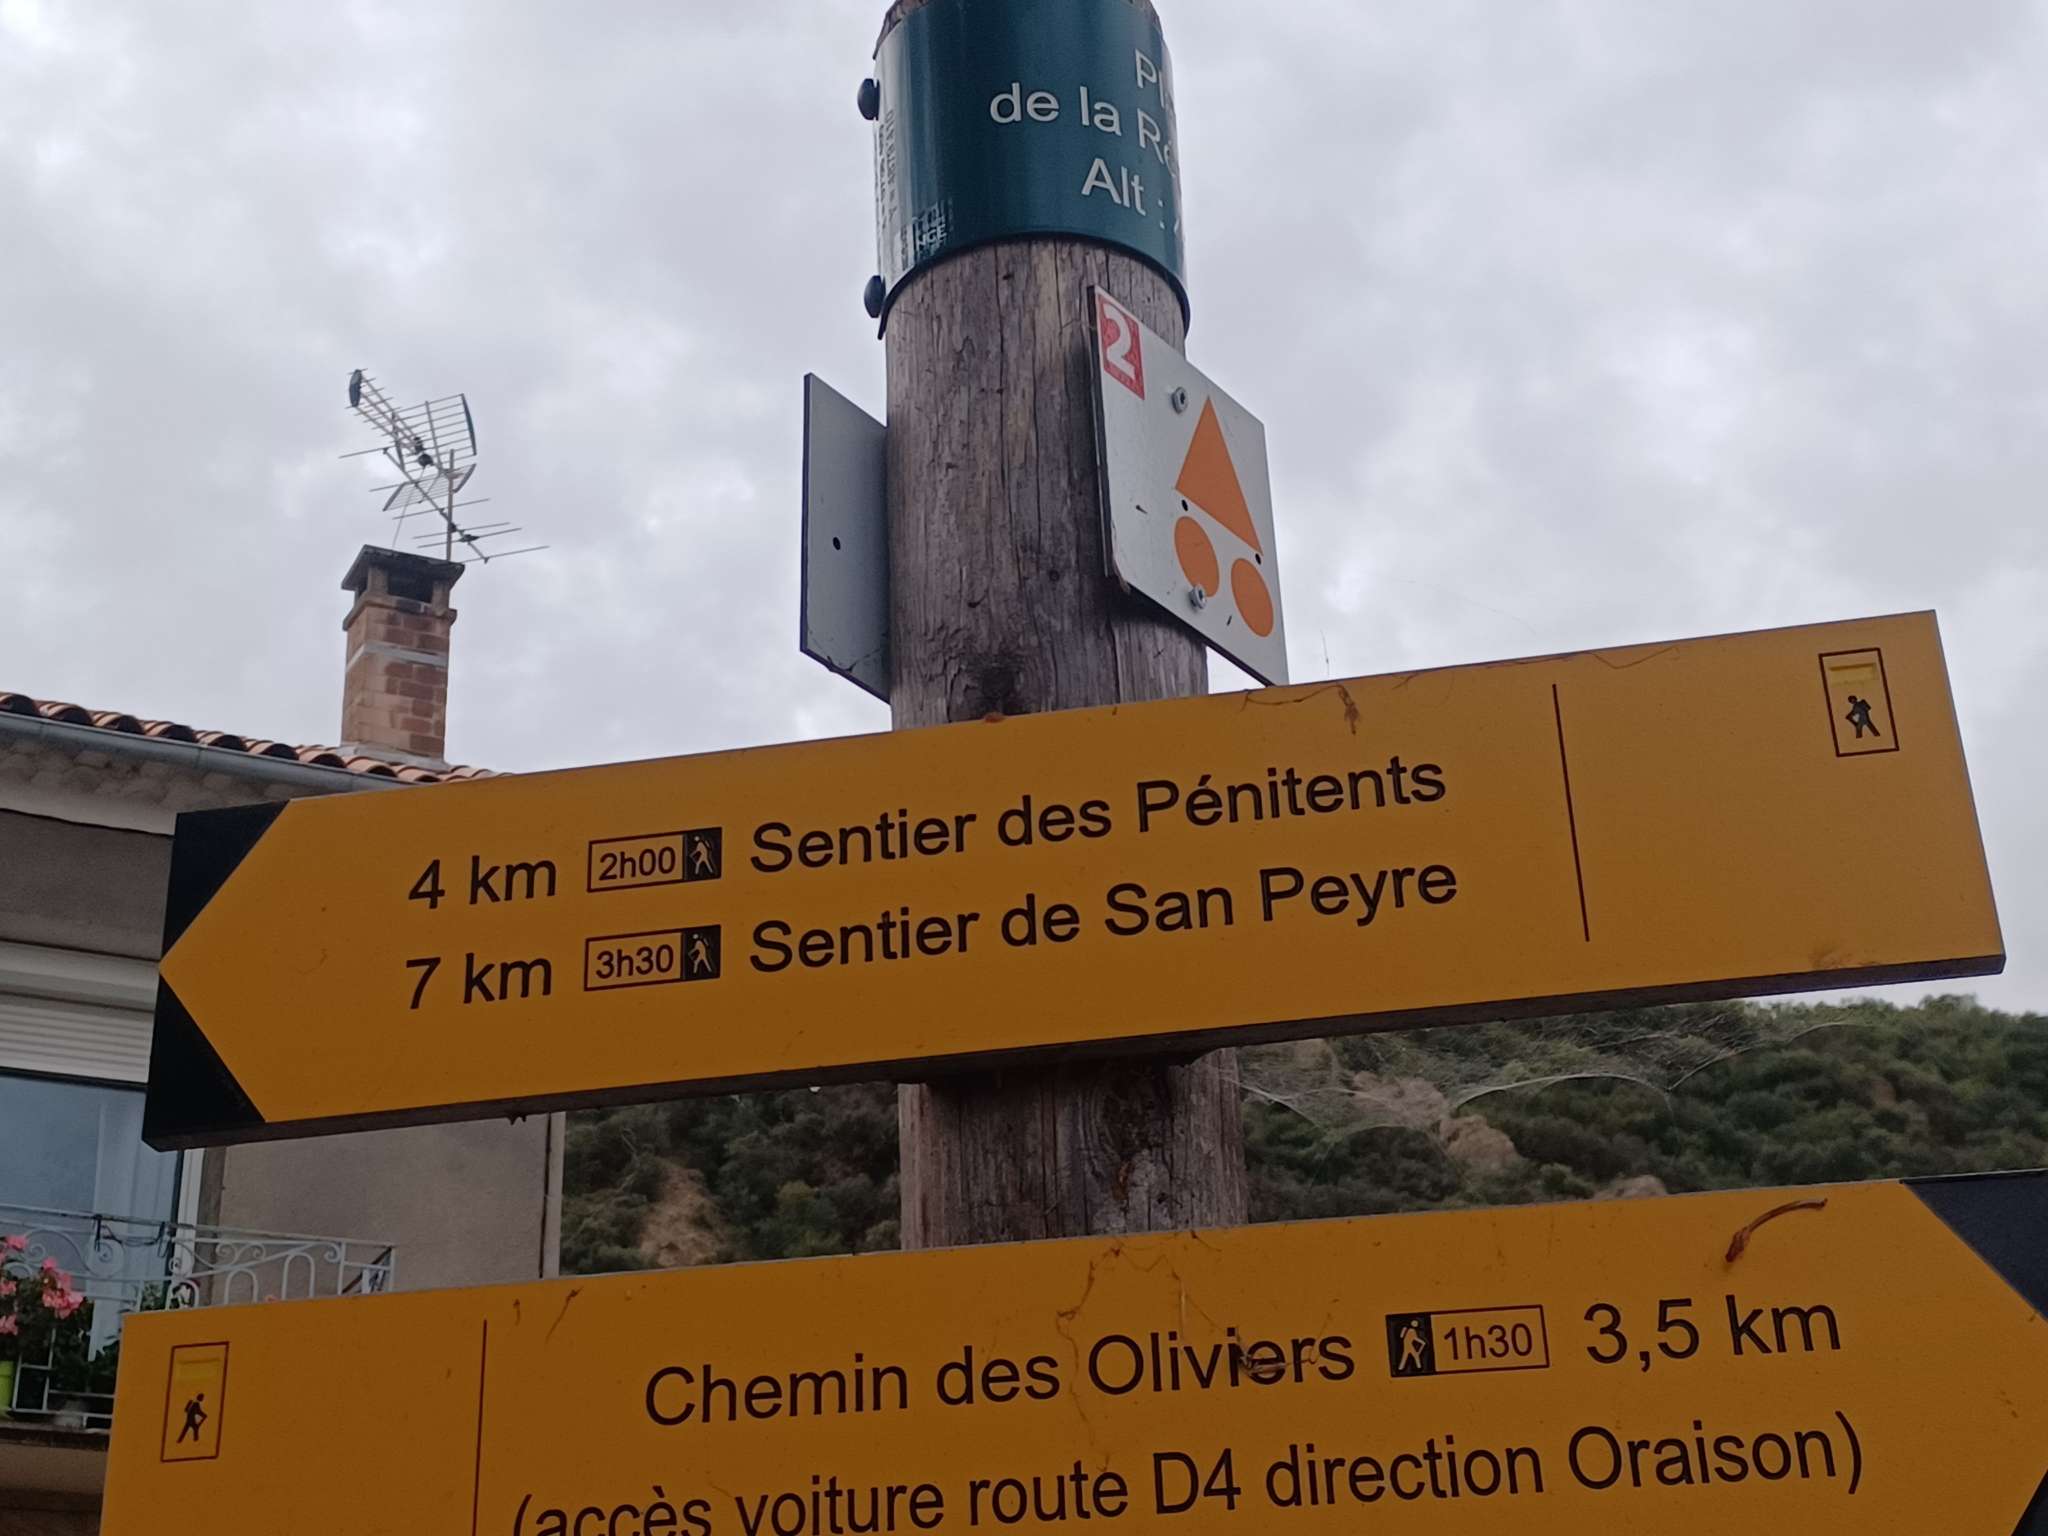 de la
Alt :
2
4 km 2h00 Sentier des Pénitents
7 km 3h30 Sentier de San Peyre
Chemin des Oliviers 1h30 3,5 km
(accès voiture route D4 direction Oraison)